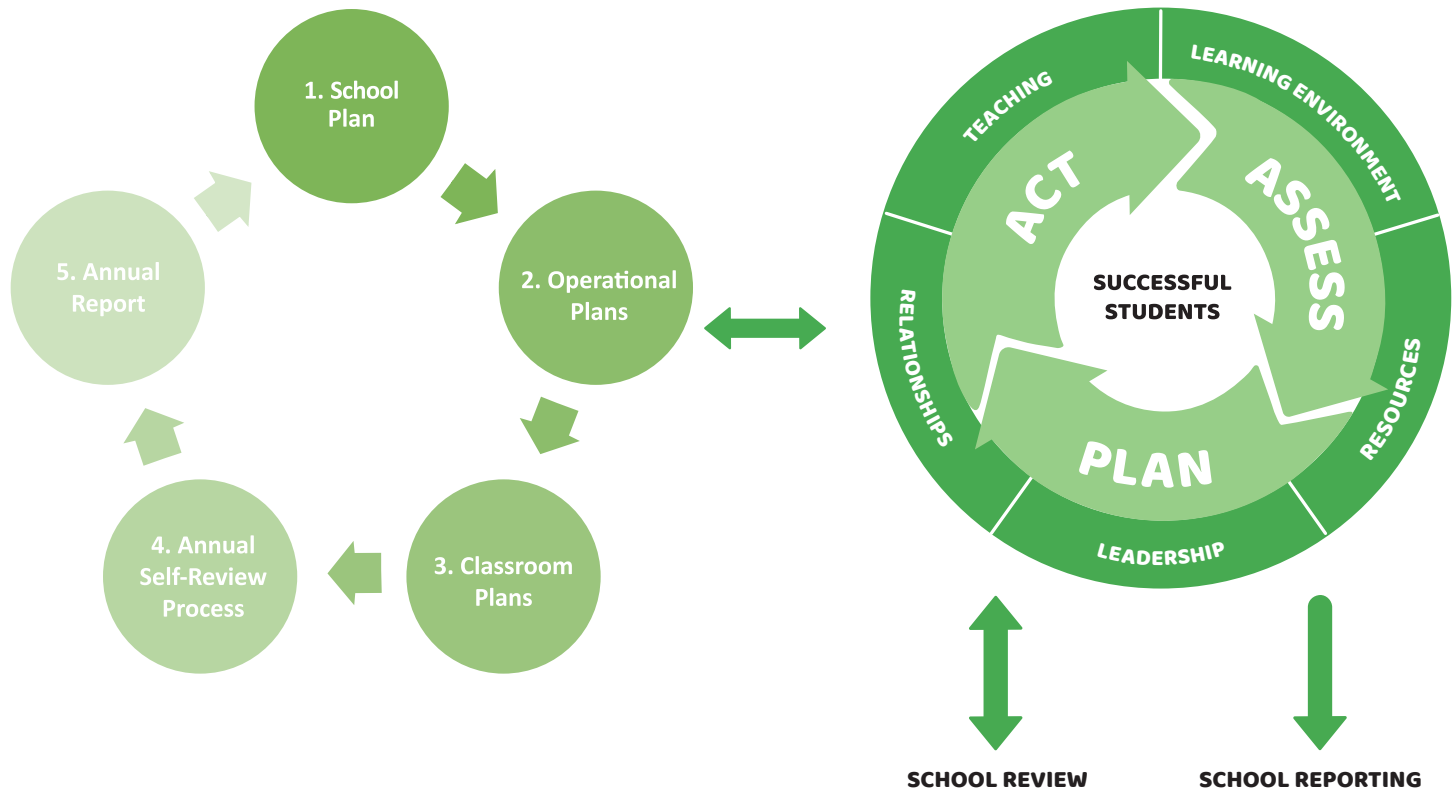 1. School
Plan
2. Operational
Plans
3. Classroom
Plans
4. Annual
Self-Review
Process
5. Annual
Report
TEACHING
LEARNING ENVIRONMENT
RESOURCES
LEADERSHIP
RELATIONSHIPS
ACT
ASSESS
PLAN
SUCCESSFUL
STUDENTS
SCHOOL REVIEW
SCHOOL REPORTING